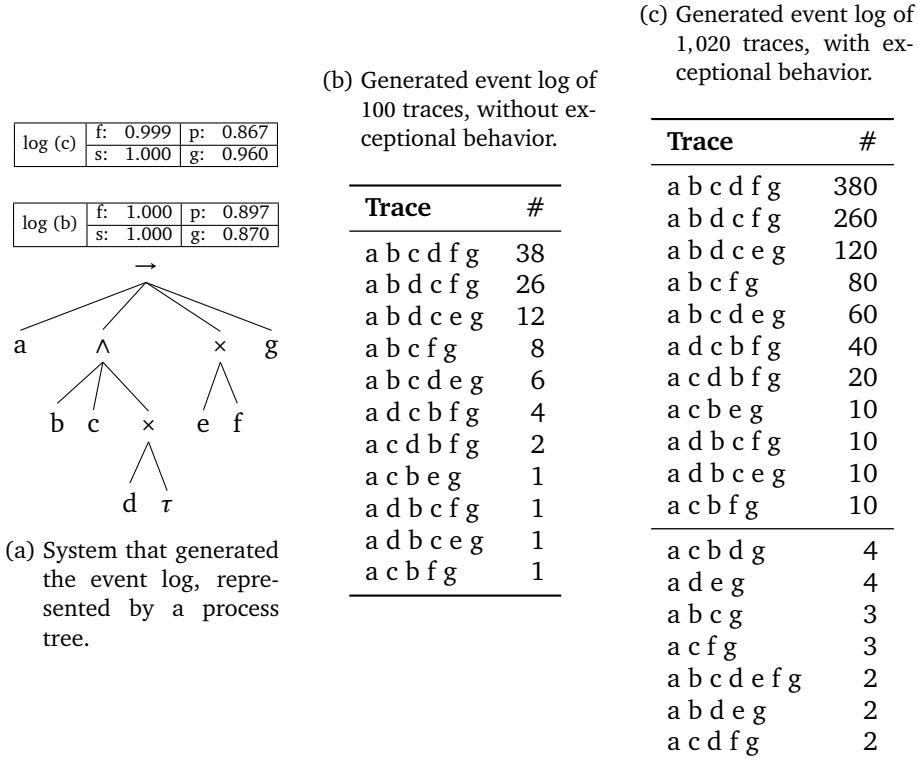 log (c) f: 0.999 p: 0.867
s: 1.000 g: 0.960
log (b) f: 1.000 p: 0.897
s: 1.000 g: 0.870
→
a ∧ × g
b c × e f
d τ
(a) System that generated
the event log, repre-
sented by a process
tree.
(b) Generated event log of
100 traces, without ex-
ceptional behavior.
Trace #
a b c d f g 38
a b d c f g 26
a b d c e g 12
a b c f g 8
a b c d e g 6
a d c b f g 4
a c d b f g 2
a c b e g 1
a d b c f g 1
a d b c e g 1
a c b f g 1
(c) Generated event log of
1,020 traces, with ex-
ceptional behavior.
Trace #
a b c d f g 380
a b d c f g 260
a b d c e g 120
a b c f g 80
a b c d e g 60
a d c b f g 40
a c d b f g 20
a c b e g 10
a d b c f g 10
a d b c e g 10
a c b f g 10
a c b d g 4
a d e g 4
a b c g 3
a c f g 3
a b c d e f g 2
a b d e g 2
a c d f g 2